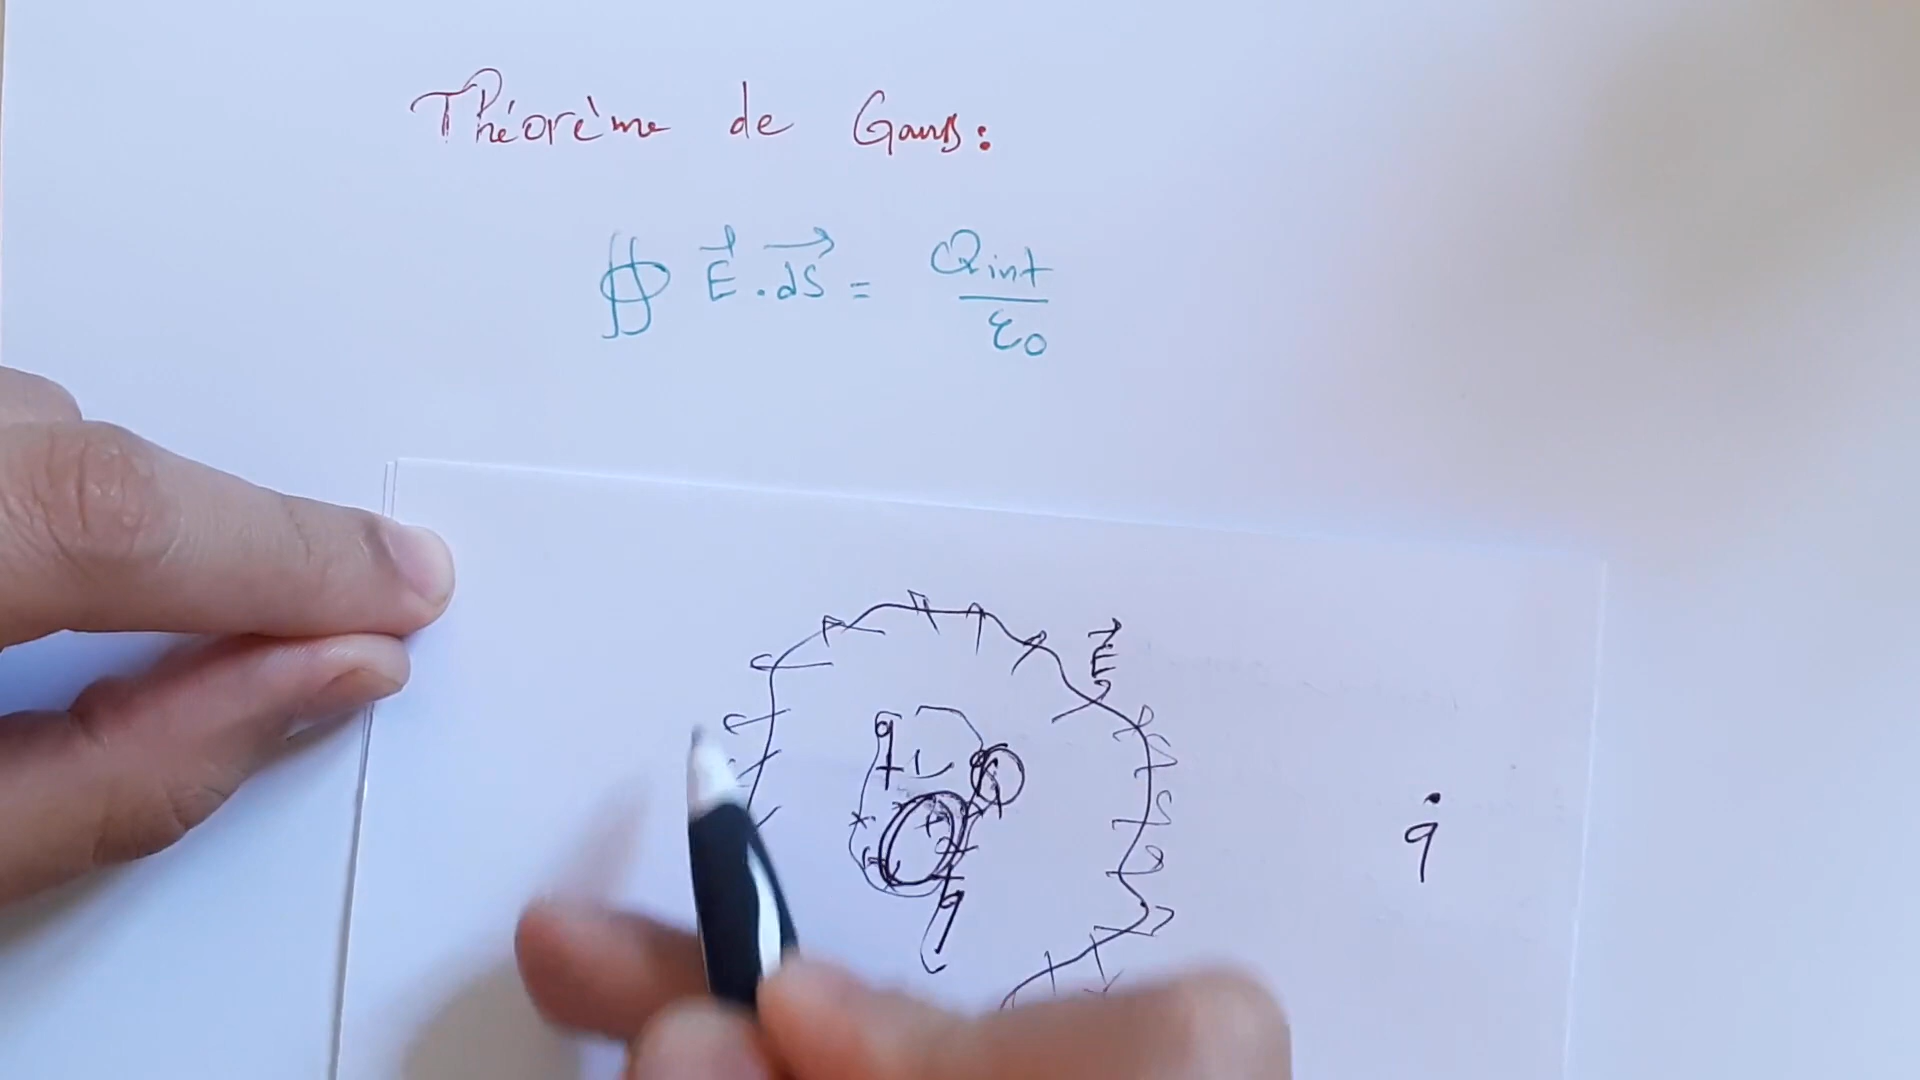 Théorème de Gauss:
∯ E⃗ . dS⃗ = Qint / ε0
E⃗
q
q
q
q